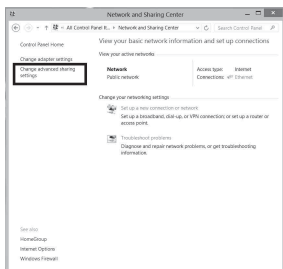 Network and Sharing Center
« All Control Panel It... › Network and Sharing Center
Search Control Panel
Control Panel Home
Change adapter settings
Change advanced sharing
settings
View your basic network information and set up connections
View your active networks
Network
Public network
Access type: Internet
Connections: Ethernet
Change your networking settings
Set up a new connection or network
Set up a broadband, dial-up, or VPN connection; or set up a router or
access point.
Troubleshoot problems
Diagnose and repair network problems, or get troubleshooting
information.
See also
HomeGroup
Internet Options
Windows Firewall